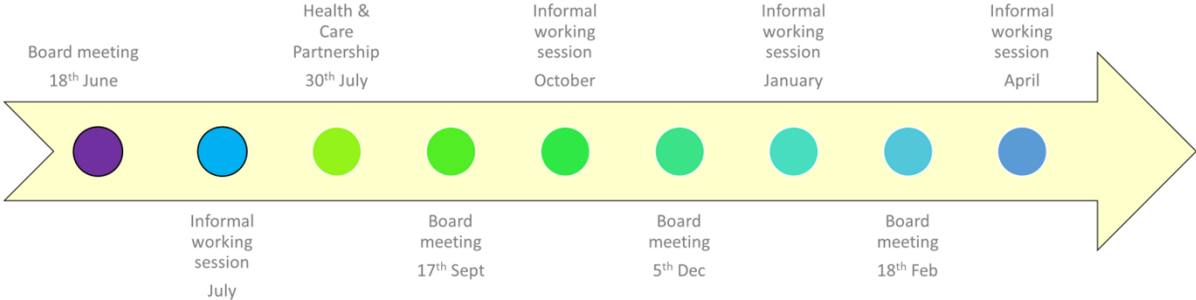 Board meeting
18th June
Informal
working
session
July
Health &
Care
Partnership
30th July
Board
meeting
17th Sept
Informal
working
session
October
Board
meeting
5th Dec
Informal
working
session
January
Board
meeting
18th Feb
Informal
working
session
April